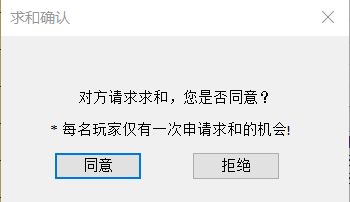 求和确认
对方请求求和，您是否同意？
* 每名玩家仅有一次申请求和的机会!
同意 拒绝